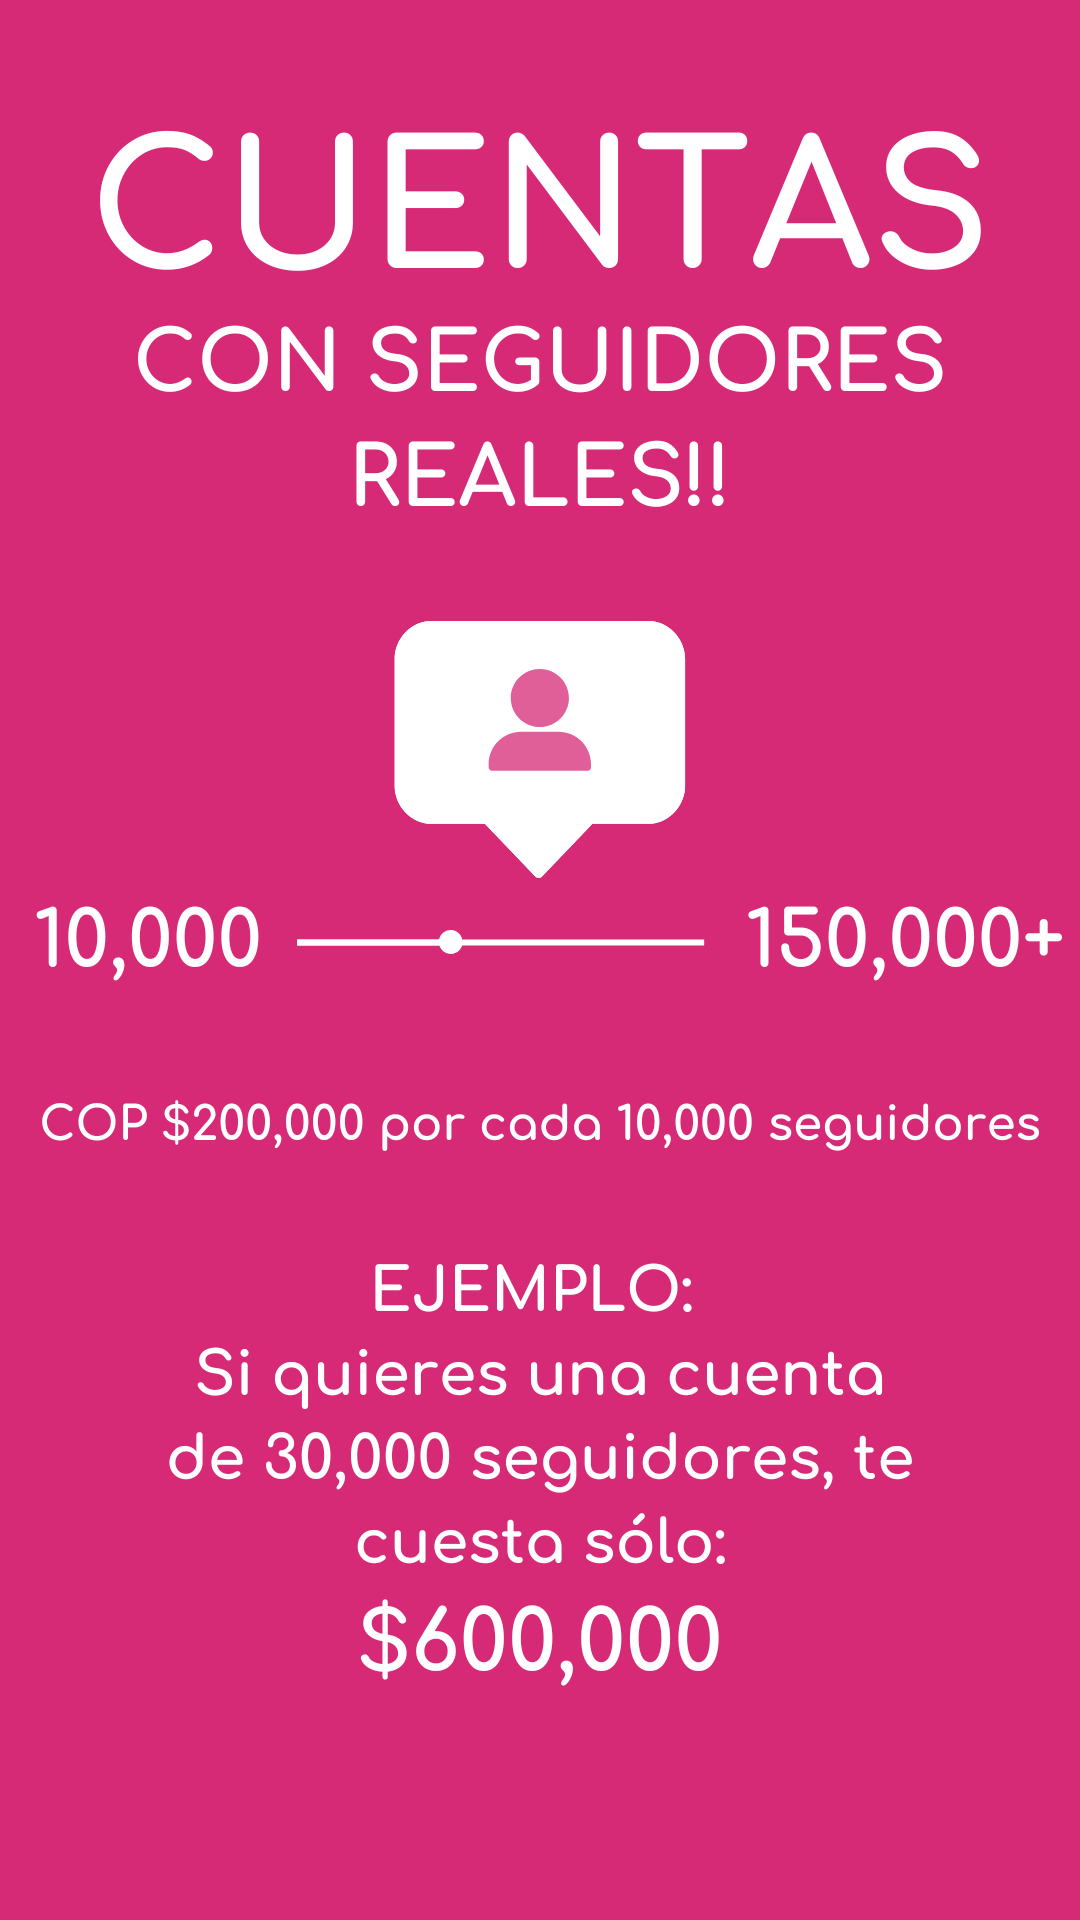 CUENTAS
CON SEGUIDORES
REALES!!
10,000 150,000+
COP $200,000 por cada 10,000 seguidores
EJEMPLO:
Si quieres una cuenta
de 30,000 seguidores, te
cuesta sólo:
$600,000